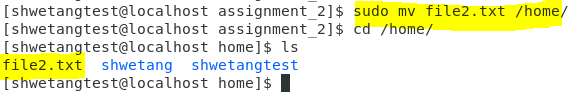 [shwetangtest@localhost assignment_2]$ sudo mv file2.txt /home/
[shwetangtest@localhost assignment_2]$ cd /home/
[shwetangtest@localhost home]$ ls
file2.txt  shwetang  shwetangtest
[shwetangtest@localhost home]$